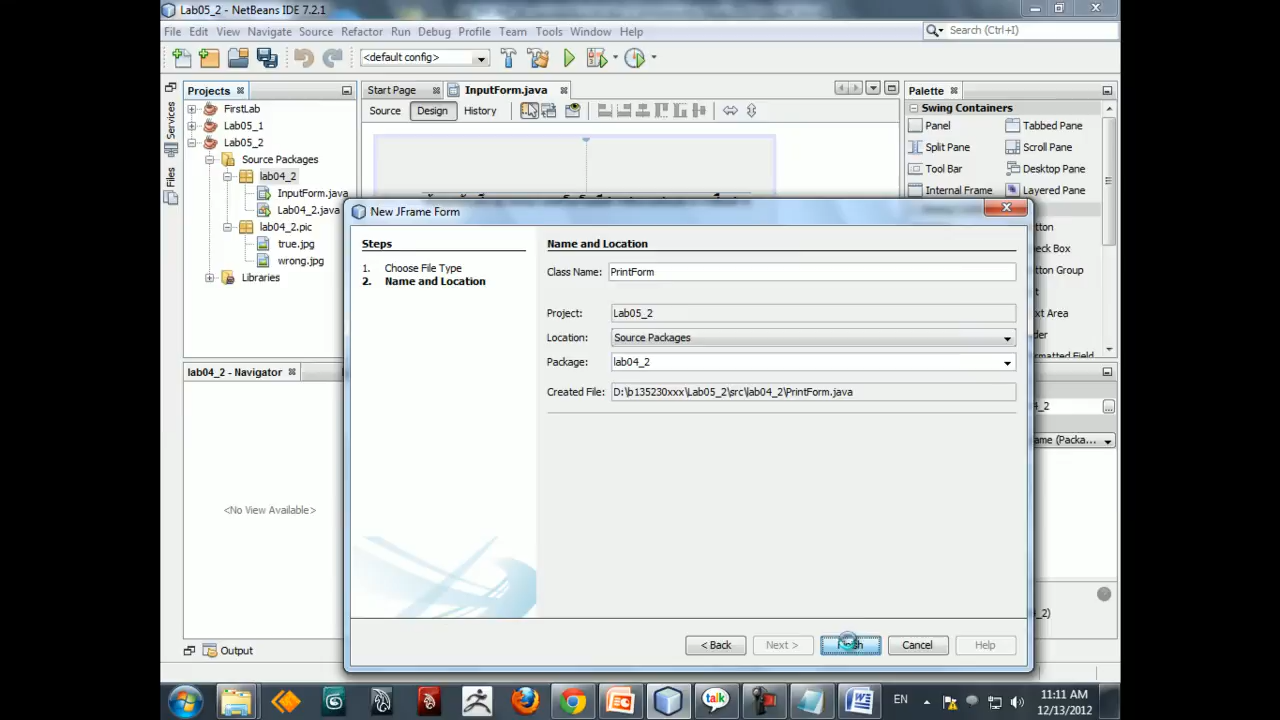 Lab05_2 - NetBeans IDE 7.2.1
File Edit View Navigate Source Refactor Run Debug Profile Team Tools Window Help
Search (Ctrl+I)
<default config>
Projects
Start Page
InputForm.java
Palette
Source Design History
Swing Containers
Services
Files
FirstLab
Lab05_1
Lab05_2
Source Packages
lab04_2
InputForm.java
Lab04_2.java
lab04_2.pic
true.jpg
wrong.jpg
Libraries
Panel Tabbed Pane
Split Pane Scroll Pane
Tool Bar Desktop Pane
Internal Frame Layered Pane
New JFrame Form
Steps
1. Choose File Type
2. Name and Location
Name and Location
Class Name: PrintForm
Project: Lab05_2
Location: Source Packages
Package: lab04_2
Created File: D:\b135230xxx\Lab05_2\src\lab04_2\PrintForm.java
< Back Next > Finish Cancel Help
lab04_2 - Navigator
<No View Available>
Output
EN
11:11 AM
12/13/2012
talk